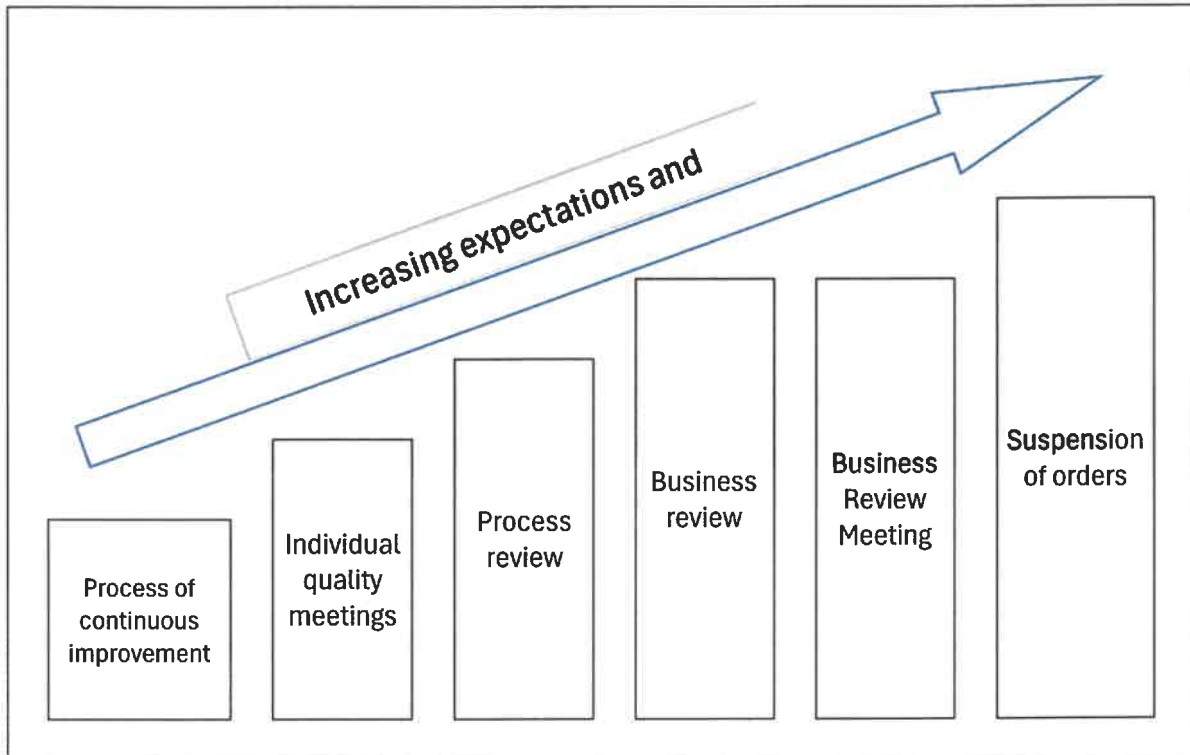 Increasing expectations and
Process of
continuous
improvement
Individual
quality
meetings
Process
review
Business
review
Business
Review
Meeting
Suspension
of orders